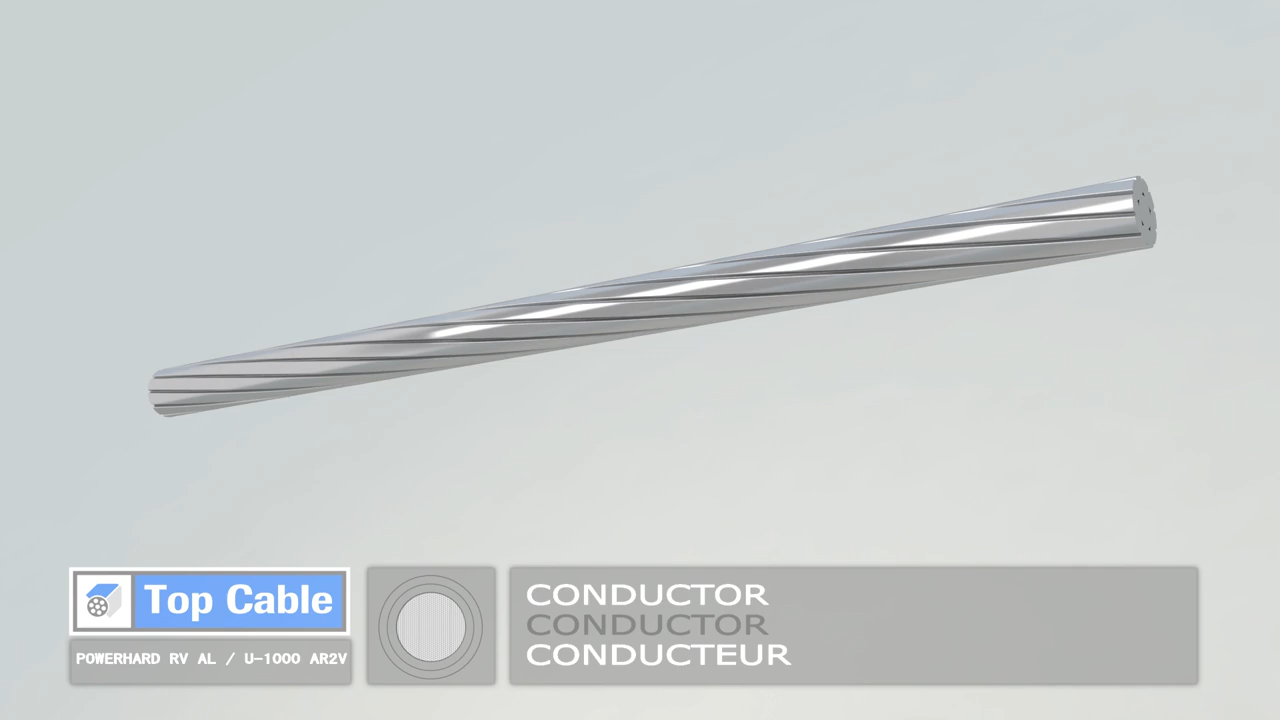 Top Cable
POWERHARD RV AL / U-1000 AR2V
CONDUCTOR
CONDUCTOR
CONDUCTEUR